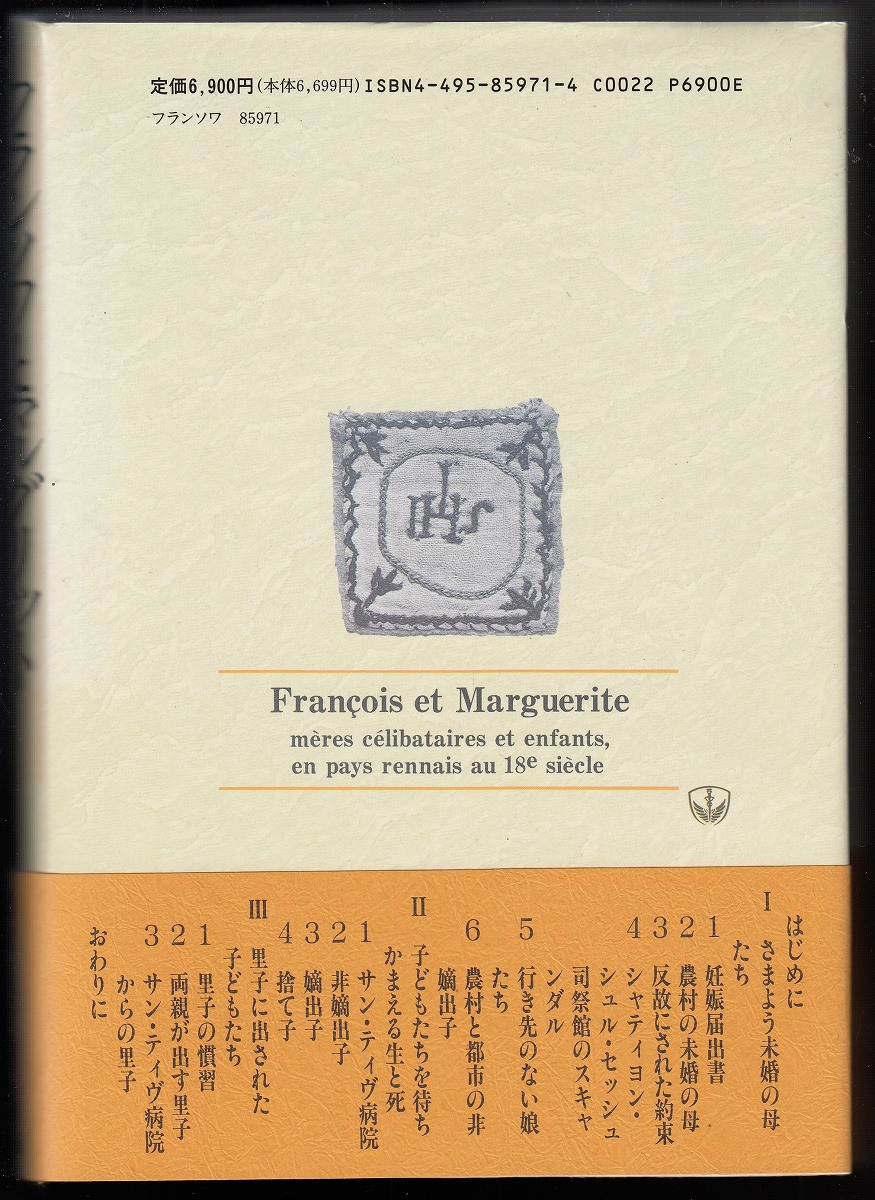 定価6,900円(本体6,699円) ISBN4-495-85971-4 C0022 P6900E
フランソワ 85971
IHS
François et Marguerite
mères célibataires et enfants,
en pays rennais au 18e siècle
はじめに
I さまよう未婚の母
たち
1 妊娠届出書
2 農村の未婚の母
3 反故にされた約束
4 シャティヨン・
シュル・セッシュ
司祭館のスキャ
ンダル
5 行き先のない娘
たち
6 農村と都市の非
嫡出子
II 子どもたちを待ち
かまえる生と死
1 サン・ティヴ病院
2 非嫡出子
3 嫡出子
4 捨て子
III 里子に出された
子どもたち
1 里子の慣習
2 両親が出す里子
3 サン・ティヴ病院
からの里子
おわりに